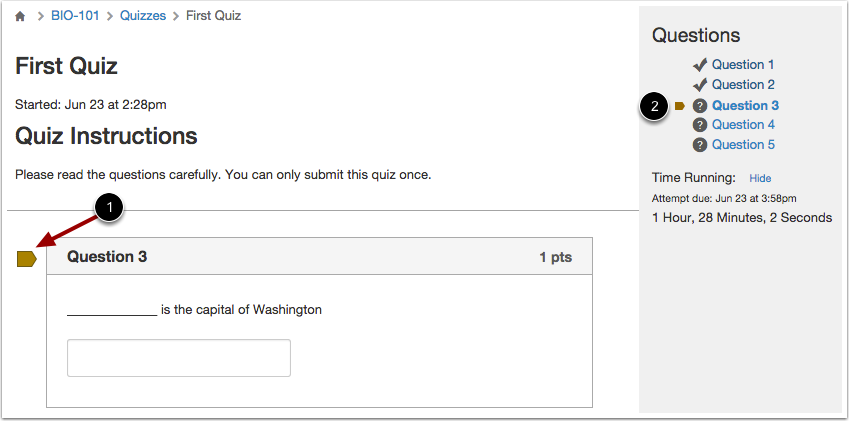 BIO-101 > Quizzes > First Quiz
First Quiz
Started: Jun 23 at 2:28pm
Quiz Instructions
Please read the questions carefully. You can only submit this quiz once.
1
Question 3 1 pts
______________ is the capital of Washington
Questions
Question 1
Question 2
2 ? Question 3
? Question 4
? Question 5
Time Running: Hide
Attempt due: Jun 23 at 3:58pm
1 Hour, 28 Minutes, 2 Seconds